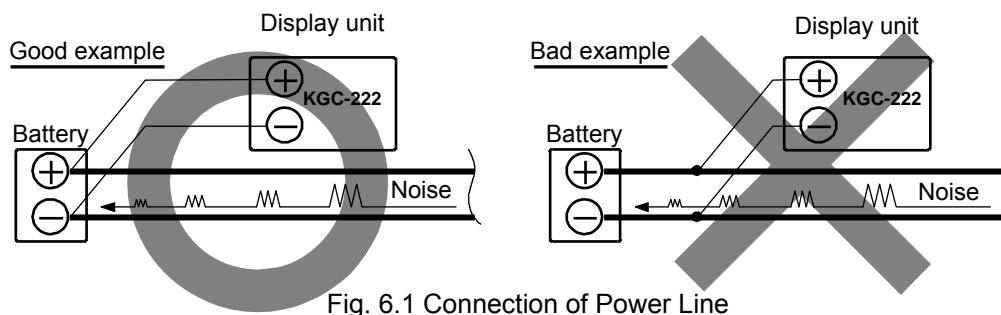 Good example
Display unit
+
KGC-222
−
Battery
+
−
Noise
Bad example
Display unit
+
KGC-222
−
Battery
+
−
Noise
Fig. 6.1 Connection of Power Line